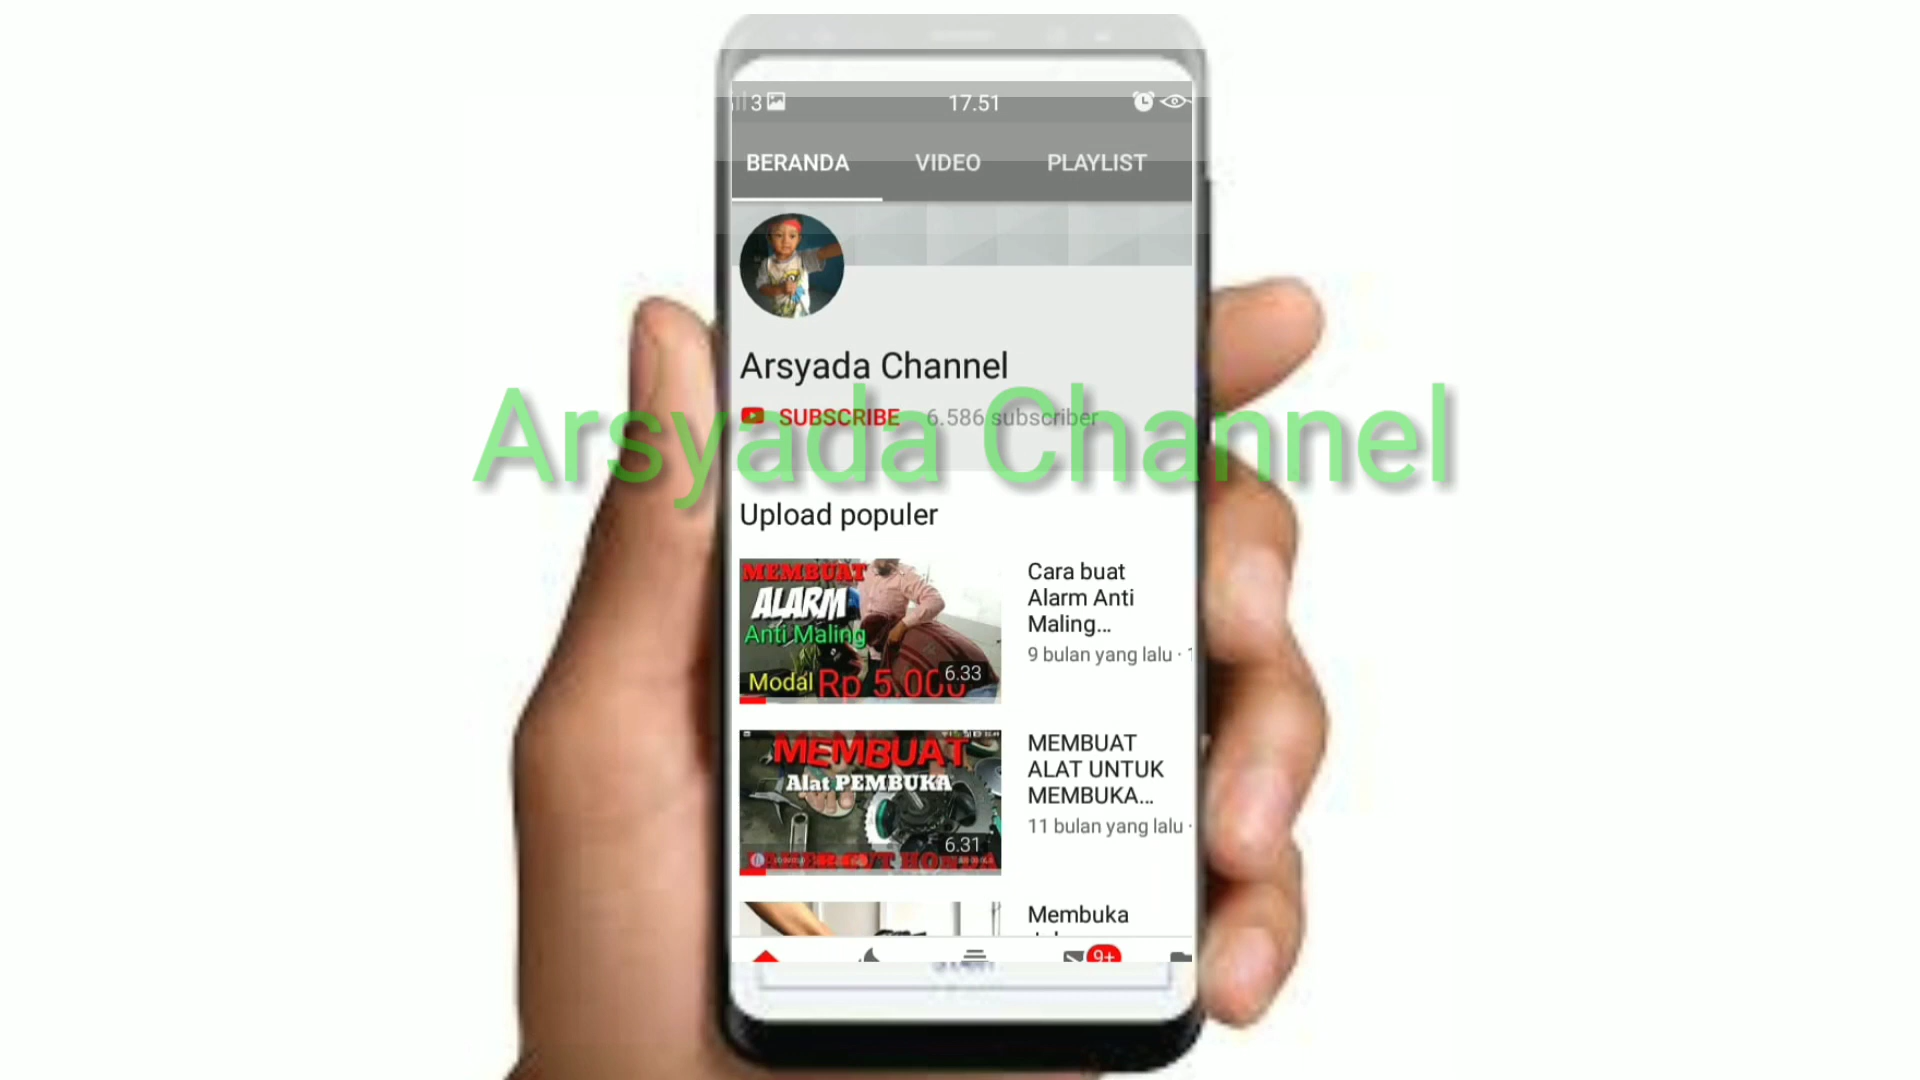 3
17.51
BERANDA
VIDEO
PLAYLIST
Arsyada Channel
SUBSCRIBE
6.586 subscriber
Arsyada Channel
Upload populer
MEMBUAT
ALARM
Anti Maling
Modal Rp 5.000
6.33
Cara buat
Alarm Anti
Maling...
9 bulan yang lalu ·
MEMBUAT
Alat PEMBUKA
6.31
CVT HONDA
MEMBUAT
ALAT UNTUK
MEMBUKA...
11 bulan yang lalu ·
Membuka
9+